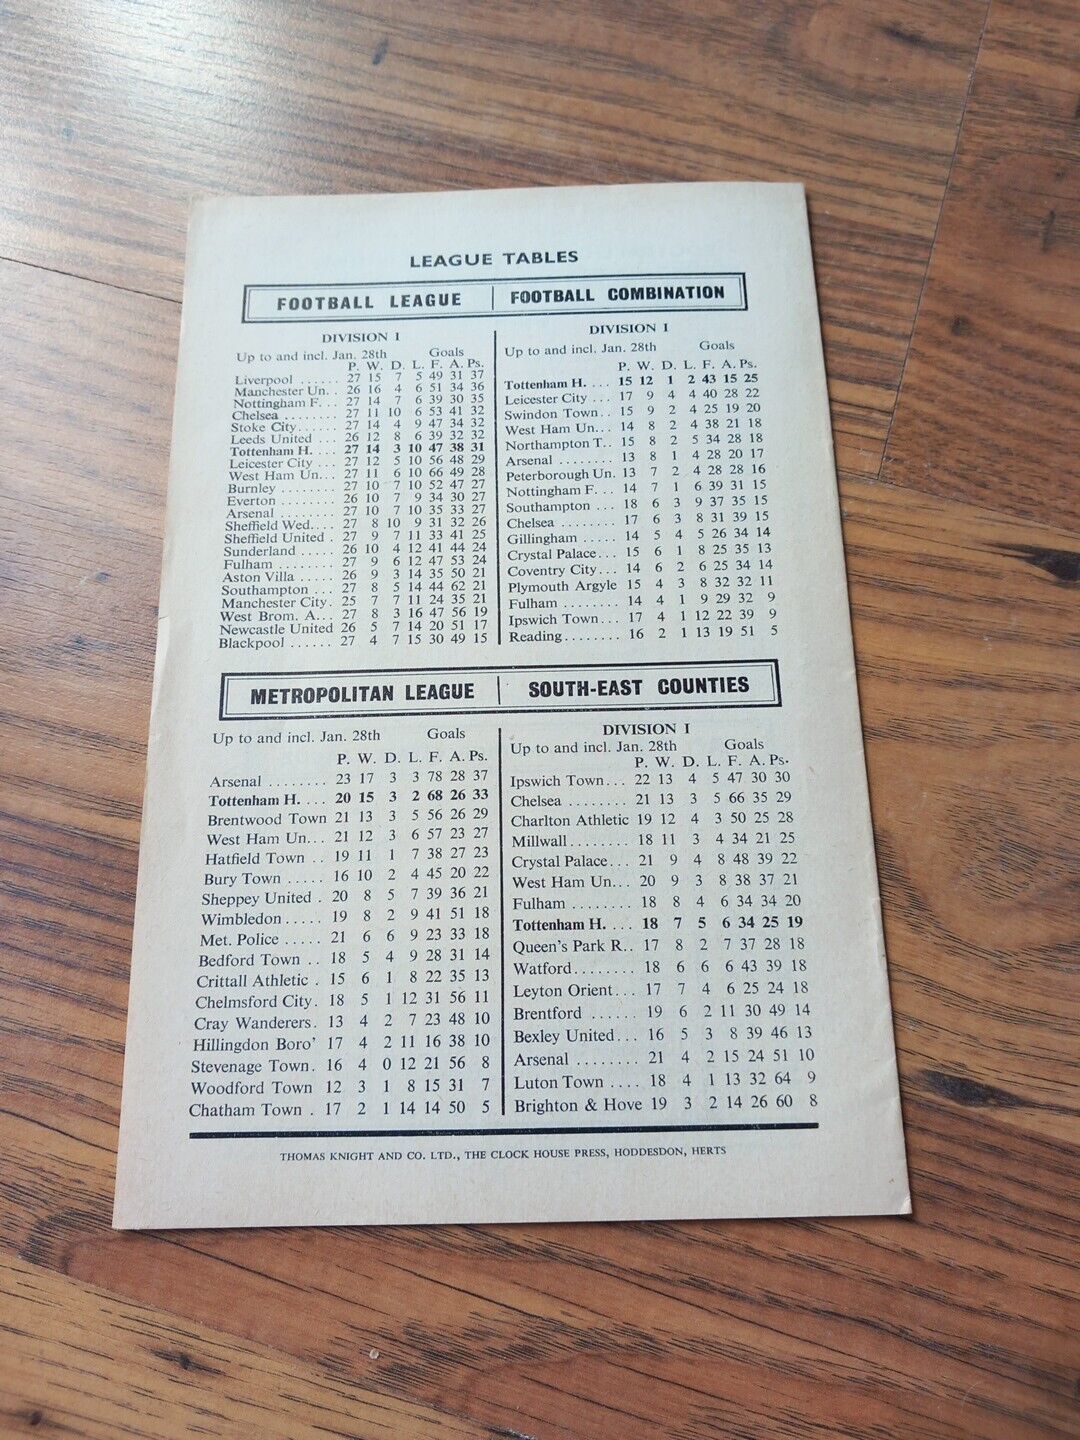 LEAGUE TABLES
FOOTBALL LEAGUE
DIVISION I
Up to and incl. Jan. 28th Goals
P. W. D. L. F. A. Ps.
Liverpool ...... 27 15 7 5 49 31 37
Manchester Un. . 26 16 4 6 51 34 36
Nottingham F. ... 27 14 7 6 39 30 35
Chelsea ........ 27 11 10 6 53 41 32
Stoke City...... 27 14 4 9 47 34 32
Leeds United ... 26 12 8 6 39 32 32
Tottenham H. ... 27 14 3 10 47 38 31
Leicester City ... 27 12 5 10 56 48 29
West Ham Un... 27 11 6 10 66 49 28
Burnley ........ 27 10 7 10 52 47 27
Everton ........ 26 10 7 9 34 30 27
Arsenal ........ 27 10 7 10 35 33 27
Sheffield Wed.... 27 8 10 9 31 32 26
Sheffield United . 27 9 7 11 33 41 25
Sunderland ..... 26 10 4 12 41 44 24
Fulham ........ 27 9 6 12 47 53 24
Aston Villa ..... 26 9 3 14 35 50 21
Southampton ... 27 8 5 14 44 62 21
Manchester City. 25 7 7 11 24 35 21
West Brom. A... 27 8 3 16 47 56 19
Newcastle United 26 5 7 14 20 51 17
Blackpool ...... 27 4 7 15 30 49 15
FOOTBALL COMBINATION
DIVISION I
Up to and incl. Jan. 28th Goals
P. W. D. L. F. A. Ps.
Tottenham H. ... 15 12 1 2 43 15 25
Leicester City ... 17 9 4 4 40 28 22
Swindon Town .. 15 9 2 4 25 19 20
West Ham Un... 14 8 2 4 38 21 18
Northampton T.. 15 8 2 5 34 28 18
Arsenal ........ 13 8 1 4 28 20 17
Peterborough Un. 13 7 2 4 28 28 16
Nottingham F. ... 14 7 1 6 39 31 15
Southampton ... 18 6 3 9 37 35 15
Chelsea ........ 17 6 3 8 31 39 15
Gillingham ..... 14 5 4 5 26 34 14
Crystal Palace... 15 6 1 8 25 35 13
Coventry City... 14 6 2 6 25 34 14
Plymouth Argyle 15 4 3 8 32 32 11
Fulham ........ 14 4 1 9 29 32 9
Ipswich Town... 17 4 1 12 22 39 9
Reading........ 16 2 1 13 19 51 5
METROPOLITAN LEAGUE
Up to and incl. Jan. 28th Goals
P. W. D. L. F. A. Ps.
Arsenal ........ 23 17 3 3 78 28 37
Tottenham H. ... 20 15 3 2 68 26 33
Brentwood Town 21 13 3 5 56 26 29
West Ham Un... 21 12 3 6 57 23 27
Hatfield Town .. 19 11 1 7 38 27 23
Bury Town ..... 16 10 2 4 45 20 22
Sheppey United . 20 8 5 7 39 36 21
Wimbledon ..... 19 8 2 9 41 51 18
Met. Police ..... 21 6 6 9 23 33 18
Bedford Town .. 18 5 4 9 28 31 14
Crittall Athletic . 15 6 1 8 22 35 13
Chelmsford City. 18 5 1 12 31 56 11
Cray Wanderers. 13 4 2 7 23 48 10
Hillingdon Boro' 17 4 2 11 16 38 10
Stevenage Town. 16 4 0 12 21 56 8
Woodford Town 12 3 1 8 15 31 7
Chatham Town . 17 2 1 14 14 50 5
SOUTH-EAST COUNTIES
DIVISION I
Up to and incl. Jan. 28th Goals
P. W. D. L. F. A. Ps.
Ipswich Town... 22 13 4 5 47 30 30
Chelsea ........ 21 13 3 5 66 35 29
Charlton Athletic 19 12 4 3 50 25 28
Millwall ........ 18 11 3 4 34 21 25
Crystal Palace... 21 9 4 8 48 39 22
West Ham Un... 20 9 3 8 38 37 21
Fulham ........ 18 8 4 6 34 34 20
Tottenham H. ... 18 7 5 6 34 25 19
Queen's Park R.. 17 8 2 7 37 28 18
Watford........ 18 6 6 6 43 39 18
Leyton Orient... 17 7 4 6 25 24 18
Brentford ...... 19 6 2 11 30 49 14
Bexley United... 16 5 3 8 39 46 13
Arsenal ........ 21 4 2 15 24 51 10
Luton Town .... 18 4 1 13 32 64 9
Brighton & Hove 19 3 2 14 26 60 8
THOMAS KNIGHT AND CO. LTD., THE CLOCK HOUSE PRESS, HODDESDON, HERTS